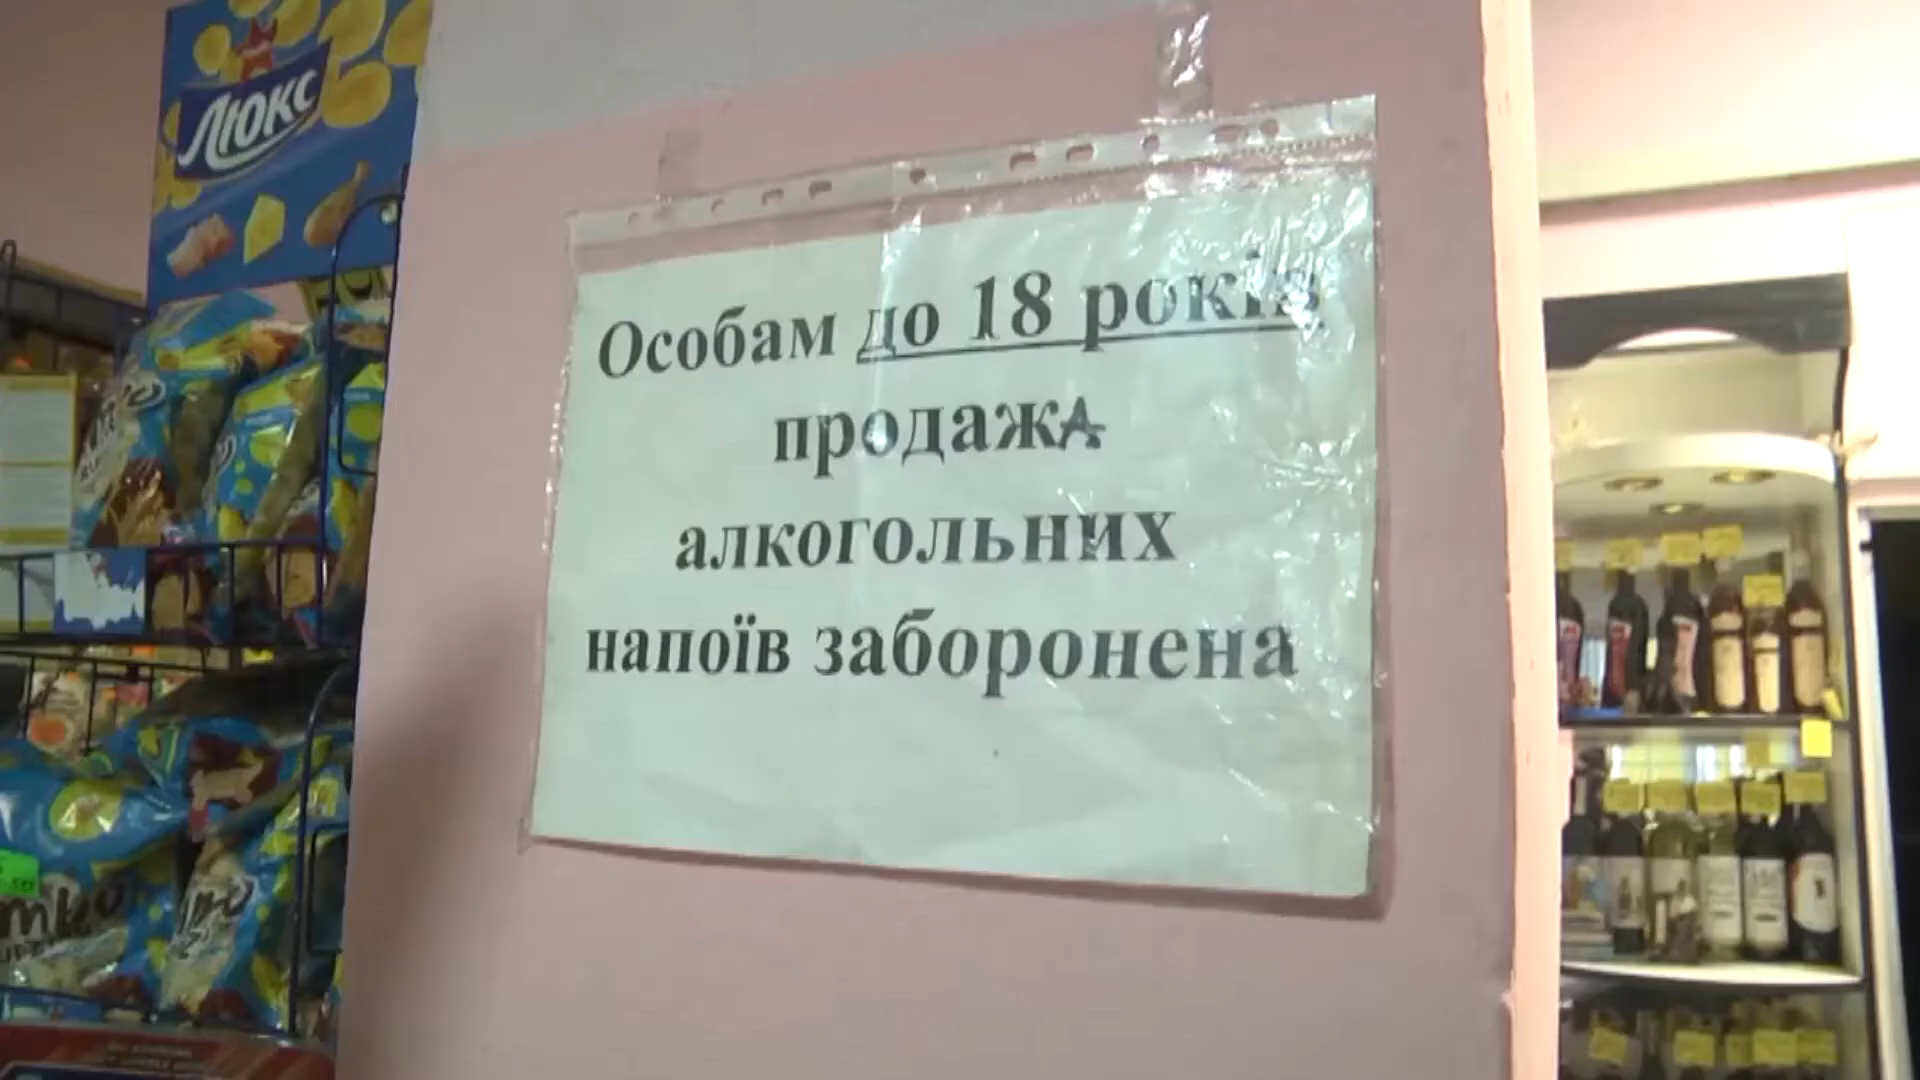 Люкс
Особам до 18 років
продажА
алкогольних
напоїв заборонена